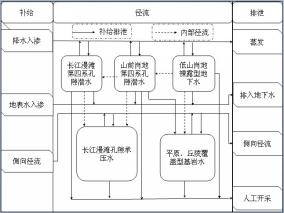 补给
径流
排泄
补给排泄
内部径流
降水入渗
地表水入渗
侧向径流
长江漫滩
第四系孔
隙潜水
山前岗地
第四系孔
隙潜水
低山岗地
裸露型地
下水
长江漫滩孔隙承
压水
平原、丘陵覆
盖型基岩水
蒸发
排入地下水
侧向径流
人工开采